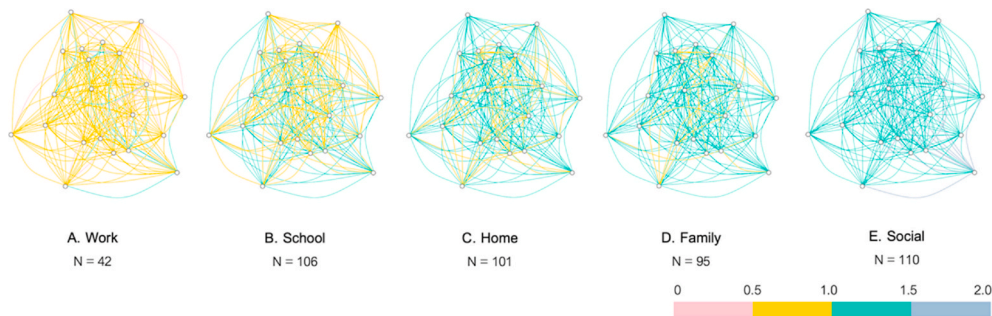 A. Work
B. School
C. Home
D. Family
E. Social
N = 42
N = 106
N = 101
N = 95
N = 110
0 0.5 1.0 1.5 2.0